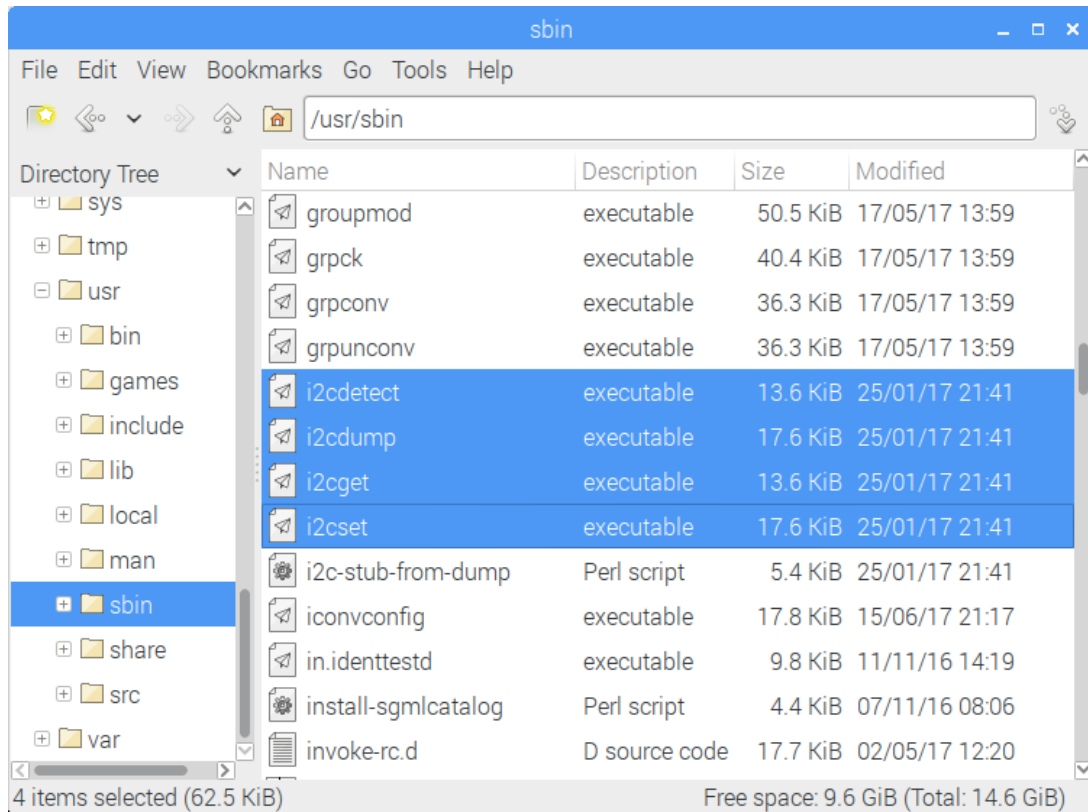 sbin
File Edit View Bookmarks Go Tools Help
/usr/sbin
Directory Tree
sys
tmp
usr
bin
games
include
lib
local
man
sbin
share
src
var
Name Description Size Modified
groupmod executable 50.5 KiB 17/05/17 13:59
grpck executable 40.4 KiB 17/05/17 13:59
grpconv executable 36.3 KiB 17/05/17 13:59
grpunconv executable 36.3 KiB 17/05/17 13:59
i2cdetect executable 13.6 KiB 25/01/17 21:41
i2cdump executable 17.6 KiB 25/01/17 21:41
i2cget executable 13.6 KiB 25/01/17 21:41
i2cset executable 17.6 KiB 25/01/17 21:41
i2c-stub-from-dump Perl script 5.4 KiB 25/01/17 21:41
iconvconfig executable 17.8 KiB 15/06/17 21:17
in.identtestd executable 9.8 KiB 11/11/16 14:19
install-sgmlcatalog Perl script 4.4 KiB 07/11/16 08:06
invoke-rc.d D source code 17.7 KiB 02/05/17 12:20
4 items selected (62.5 KiB) Free space: 9.6 GiB (Total: 14.6 GiB)